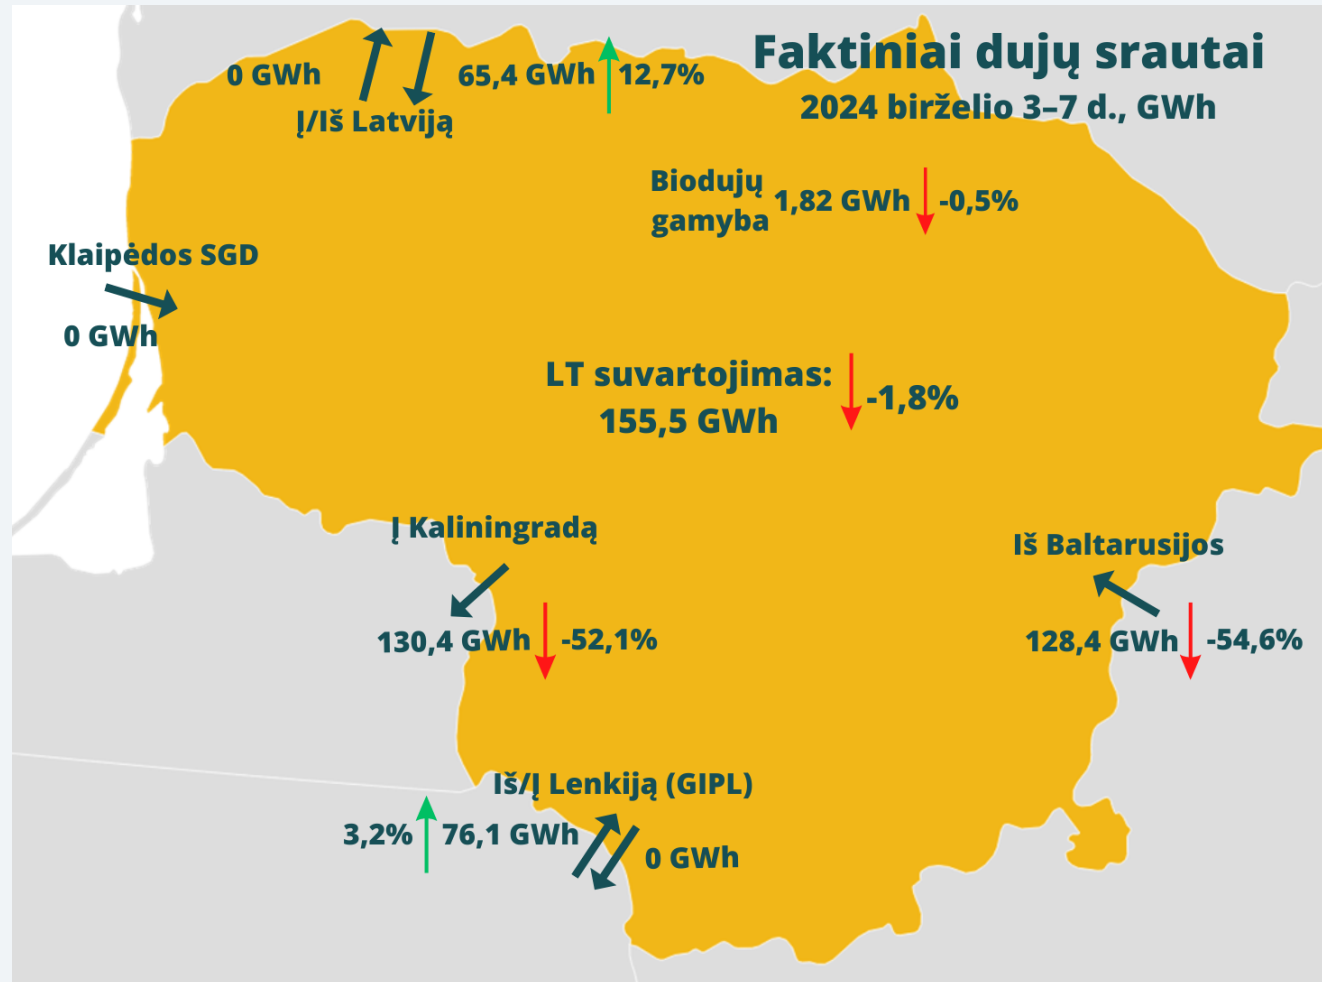 Faktiniai dujų srautai
2024 birželio 3–7 d., GWh
0 GWh
65,4 GWh
12,7%
Į/Iš Latviją
Biodujų
gamyba
1,82 GWh
-0,5%
Klaipėdos SGD
0 GWh
LT suvartojimas:
155,5 GWh
-1,8%
Į Kaliningradą
130,4 GWh
-52,1%
Iš Baltarusijos
128,4 GWh
-54,6%
Iš/Į Lenkiją (GIPL)
3,2%
76,1 GWh
0 GWh